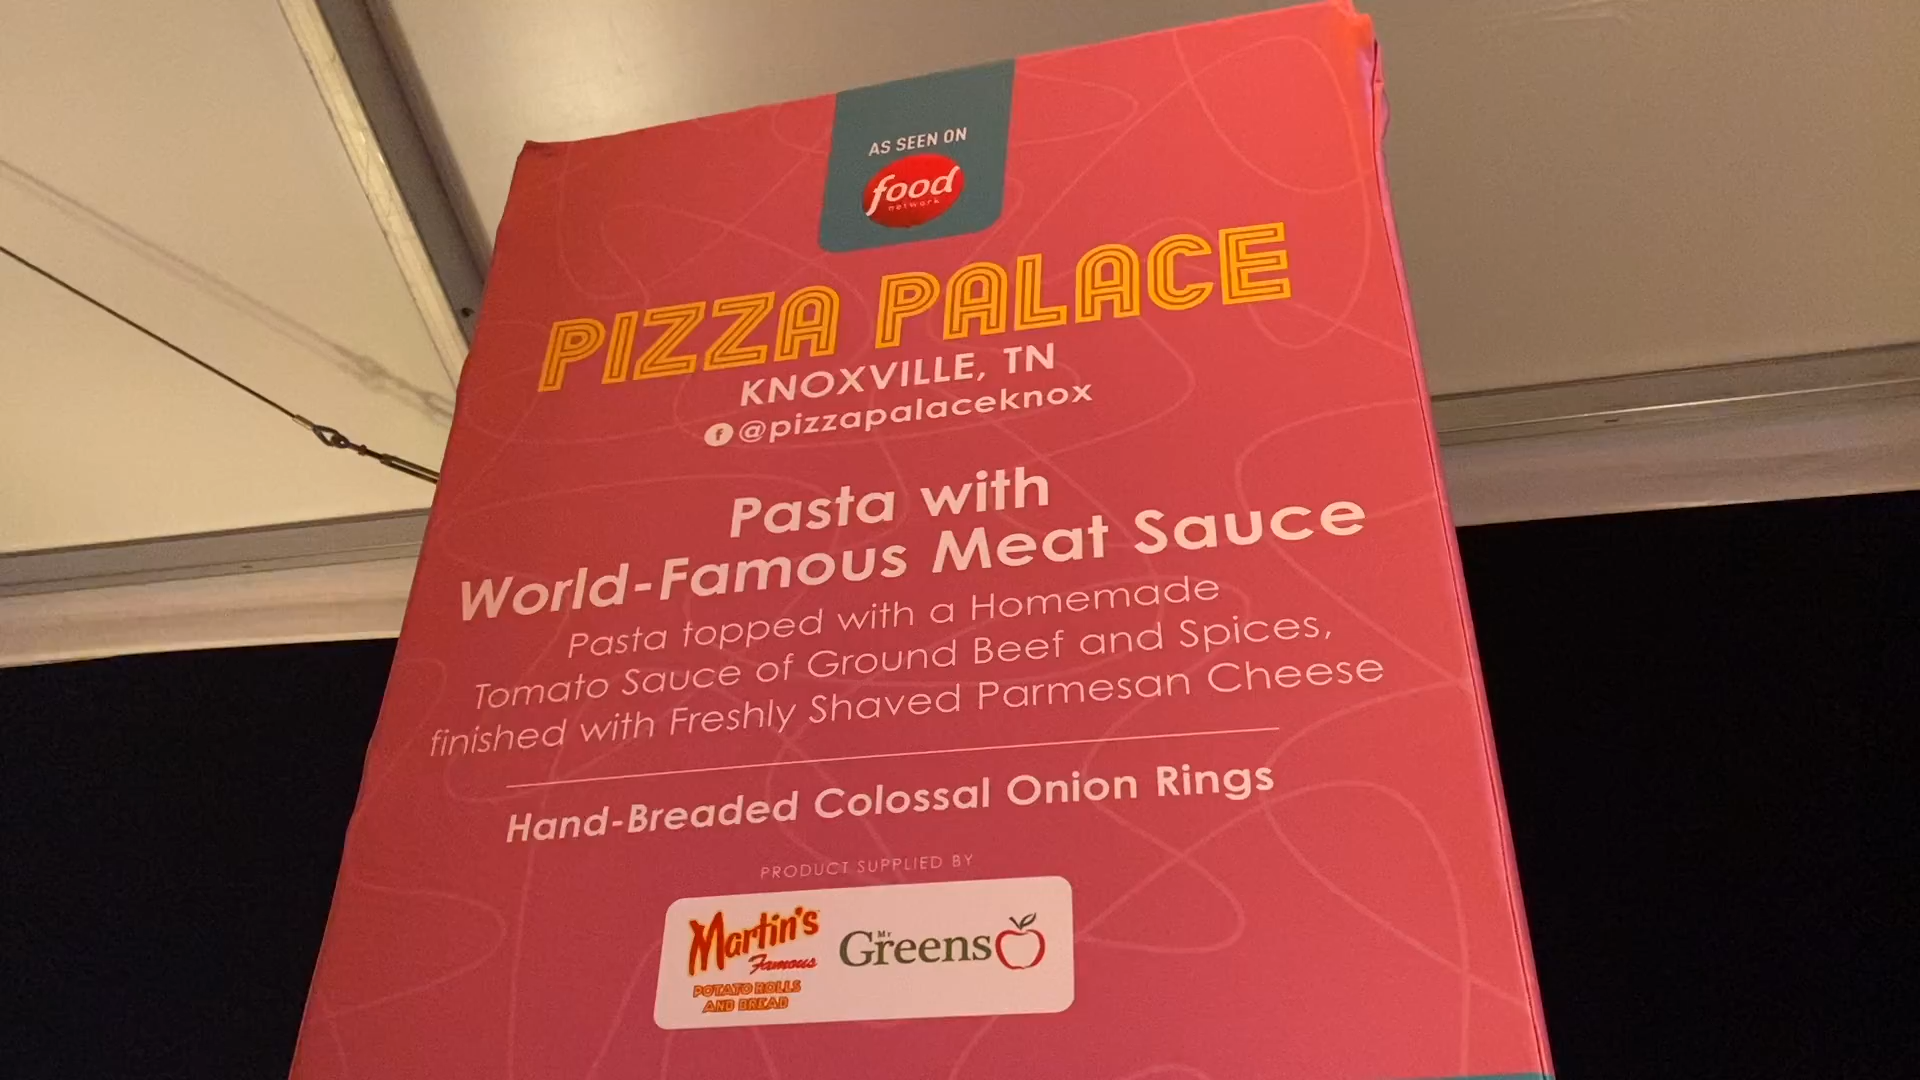 AS SEEN ON
food
network
PIZZA PALACE
KNOXVILLE, TN
f @pizzapalaceknox
Pasta with
World-Famous Meat Sauce
Pasta topped with a Homemade
Tomato Sauce of Ground Beef and Spices,
finished with Freshly Shaved Parmesan Cheese
Hand-Breaded Colossal Onion Rings
PRODUCT SUPPLIED BY
Martin's
Famous
POTATO ROLLS
AND BREAD
Mr
Greens